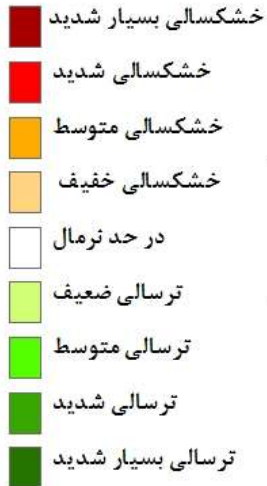 خشکسالی بسیار شدید
خشکسالی شدید
خشکسالی متوسط
خشکسالی خفیف
در حد نرمال
ترسالی ضعیف
ترسالی متوسط
ترسالی شدید
ترسالی بسیار شدید